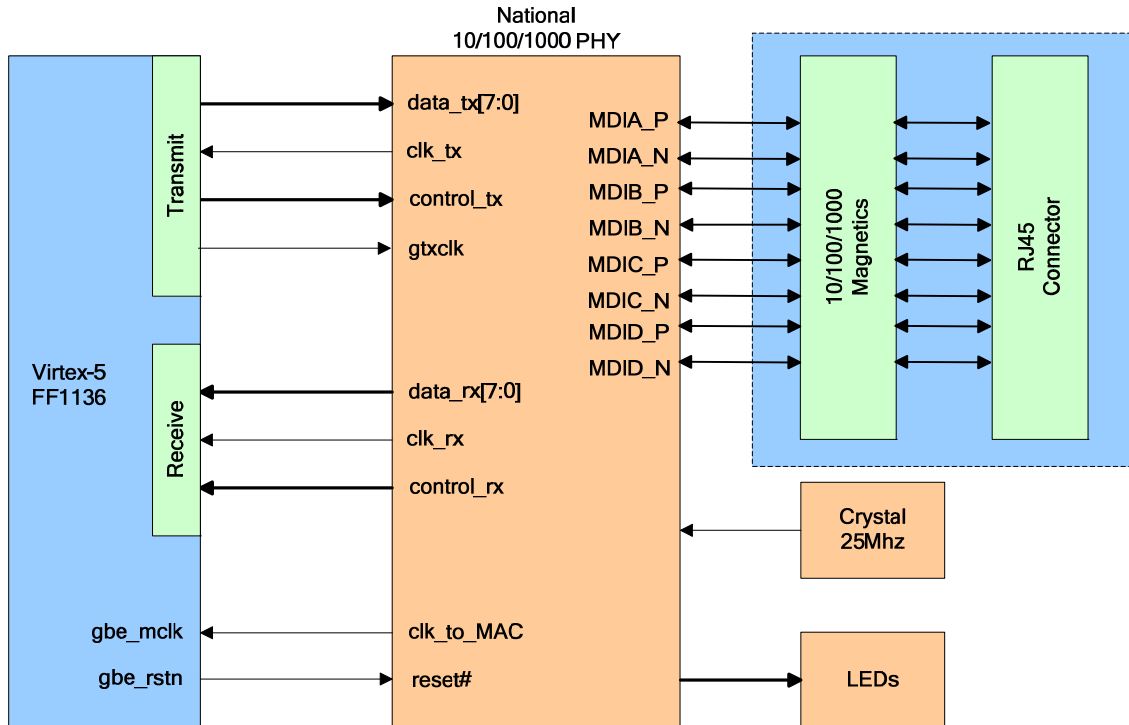 National
10/100/1000 PHY
Transmit
data_tx[7:0]
clk_tx
control_tx
gtxclk
MDIA_P
MDIA_N
MDIB_P
MDIB_N
MDIC_P
MDIC_N
MDID_P
MDID_N
10/100/1000
Magnetics
RJ45
Connector
Virtex-5
FF1136
Receive
data_rx[7:0]
clk_rx
control_rx
Crystal
25Mhz
gbe_mclk
clk_to_MAC
gbe_rstn
reset#
LEDs